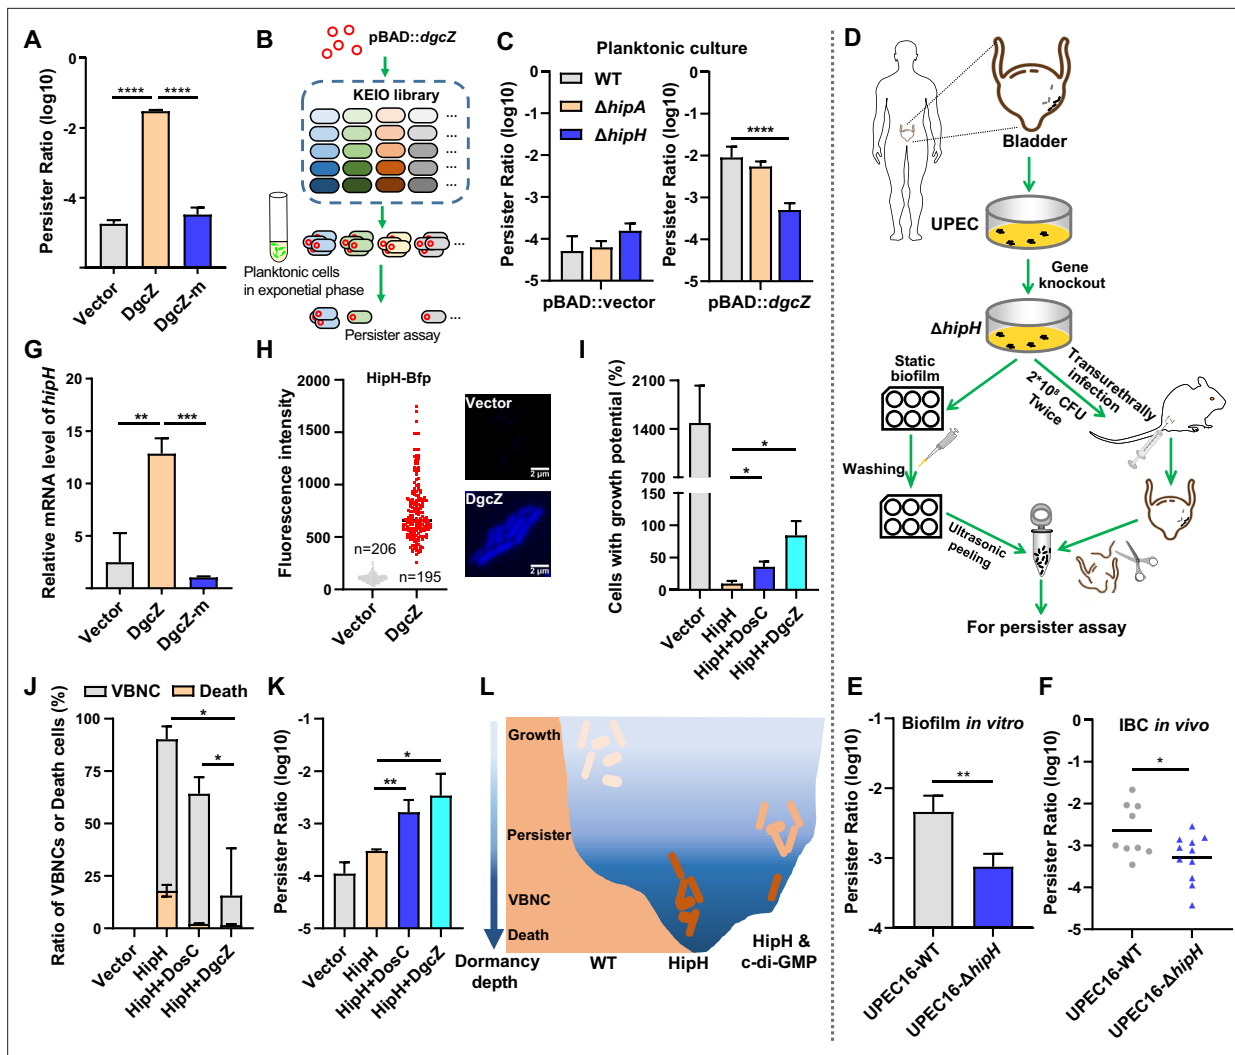 A
Persister Ratio (log10)
-0
-2
-4
****
****
Vector
DgcZ
DgcZ-m
B
pBAD::dgcZ
KEIO library
...
...
...
...
...
Planktonic cells
in exponetial phase
...
...
Persister assay
C
Planktonic culture
Persister Ratio (log10)
-0
-1
-2
-3
-4
-5
WT
ΔhipA
ΔhipH
pBAD::vector
Persister Ratio (log10)
-0
-1
-2
-3
-4
-5
****
pBAD::dgcZ
D
Bladder
UPEC
Gene
knockout
ΔhipH
Static
biofilm
Transurethrally
infection
2*10⁸ CFU
Twice
Washing
Ultrasonic
peeling
For persister assay
G
Relative mRNA level of hipH
20
15
10
5
**
***
Vector
DgcZ
DgcZ-m
H
HipH-Bfp
Fluorescence intensity
2000
1500
1000
500
0
n=206
n=195
Vector
DgcZ
Vector
2 μm
DgcZ
2 μm
I
Cells with growth potential (%)
2100
1400
700
150
100
50
0
*
*
Vector
HipH
HipH+DosC
HipH+DgcZ
J
VBNC
Death
Ratio of VBNCs or Death cells (%)
100
75
50
25
0
*
*
Vector
HipH
HipH+DosC
HipH+DgcZ
K
Persister Ratio (log10)
-1
-2
-3
-4
-5
*
**
Vector
HipH
HipH+DosC
HipH+DgcZ
L
Growth
Persister
VBNC
Death
Dormancy
depth
WT
HipH
HipH &
c-di-GMP
E
Biofilm in vitro
Persister Ratio (log10)
-1
-2
-3
-4
**
UPEC16-WT
UPEC16-ΔhipH
F
IBC in vivo
Persister Ratio (log10)
-0
-1
-2
-3
-4
-5
*
UPEC16-WT
UPEC16-ΔhipH